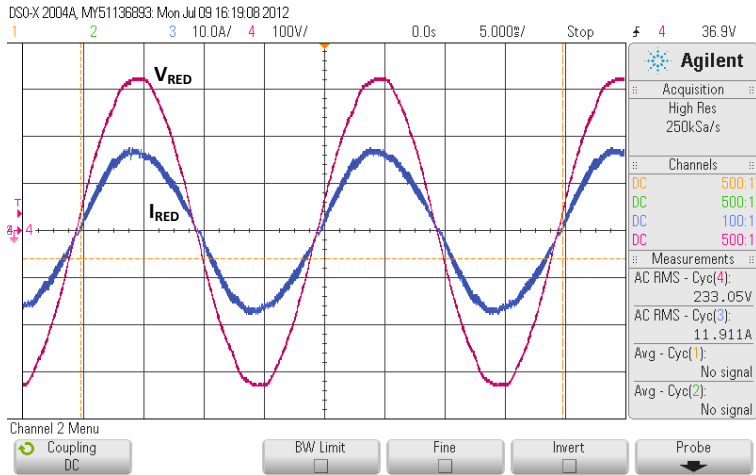 DSO-X 2004A, MY51136893: Mon Jul 09 16:19:08 2012
1 2 3 10.0A/ 4 100V/ 0.0s 5.000ms/ Stop 4 36.9V
Agilent
Acquisition
High Res
250kSa/s
Channels
DC 500:1
DC 500:1
DC 100:1
DC 500:1
Measurements
AC RMS - Cyc(4):
233.05V
AC RMS - Cyc(3):
11.911A
Avg - Cyc(1):
No signal
Avg - Cyc(2):
No signal
VRED
IRED
T
4
Channel 2 Menu
Coupling
DC
BW Limit
Fine
Invert
Probe